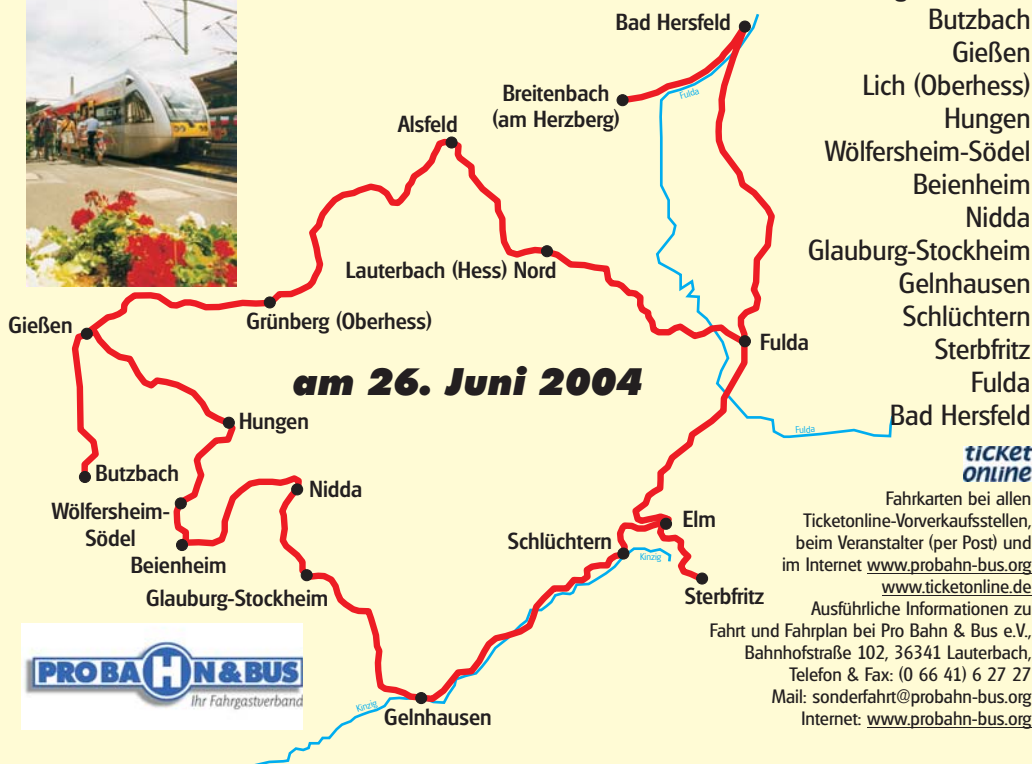 Bad Hersfeld
Breitenbach
(am Herzberg)
Fulda
Alsfeld
Lauterbach (Hess) Nord
Gießen
Grünberg (Oberhess)
Fulda
am 26. Juni 2004
Hungen
Fulda
Butzbach
Nidda
Wölfersheim-
Södel
Beienheim
Elm
Schlüchtern
Kinzig
Sterbfritz
Glauburg-Stockheim
PRO BAHN & BUS
Ihr Fahrgastverband
Kinzig
Gelnhausen
Butzbach
Gießen
Lich (Oberhess)
Hungen
Wölfersheim-Södel
Beienheim
Nidda
Glauburg-Stockheim
Gelnhausen
Schlüchtern
Sterbfritz
Fulda
Bad Hersfeld
ticket
online
Fahrkarten bei allen
Ticketonline-Vorverkaufsstellen,
beim Veranstalter (per Post) und
im Internet www.probahn-bus.org
www.ticketonline.de
Ausführliche Informationen zu
Fahrt und Fahrplan bei Pro Bahn & Bus e.V.,
Bahnhofstraße 102, 36341 Lauterbach,
Telefon & Fax: (0 66 41) 6 27 27
Mail: sonderfahrt@probahn-bus.org
Internet: www.probahn-bus.org